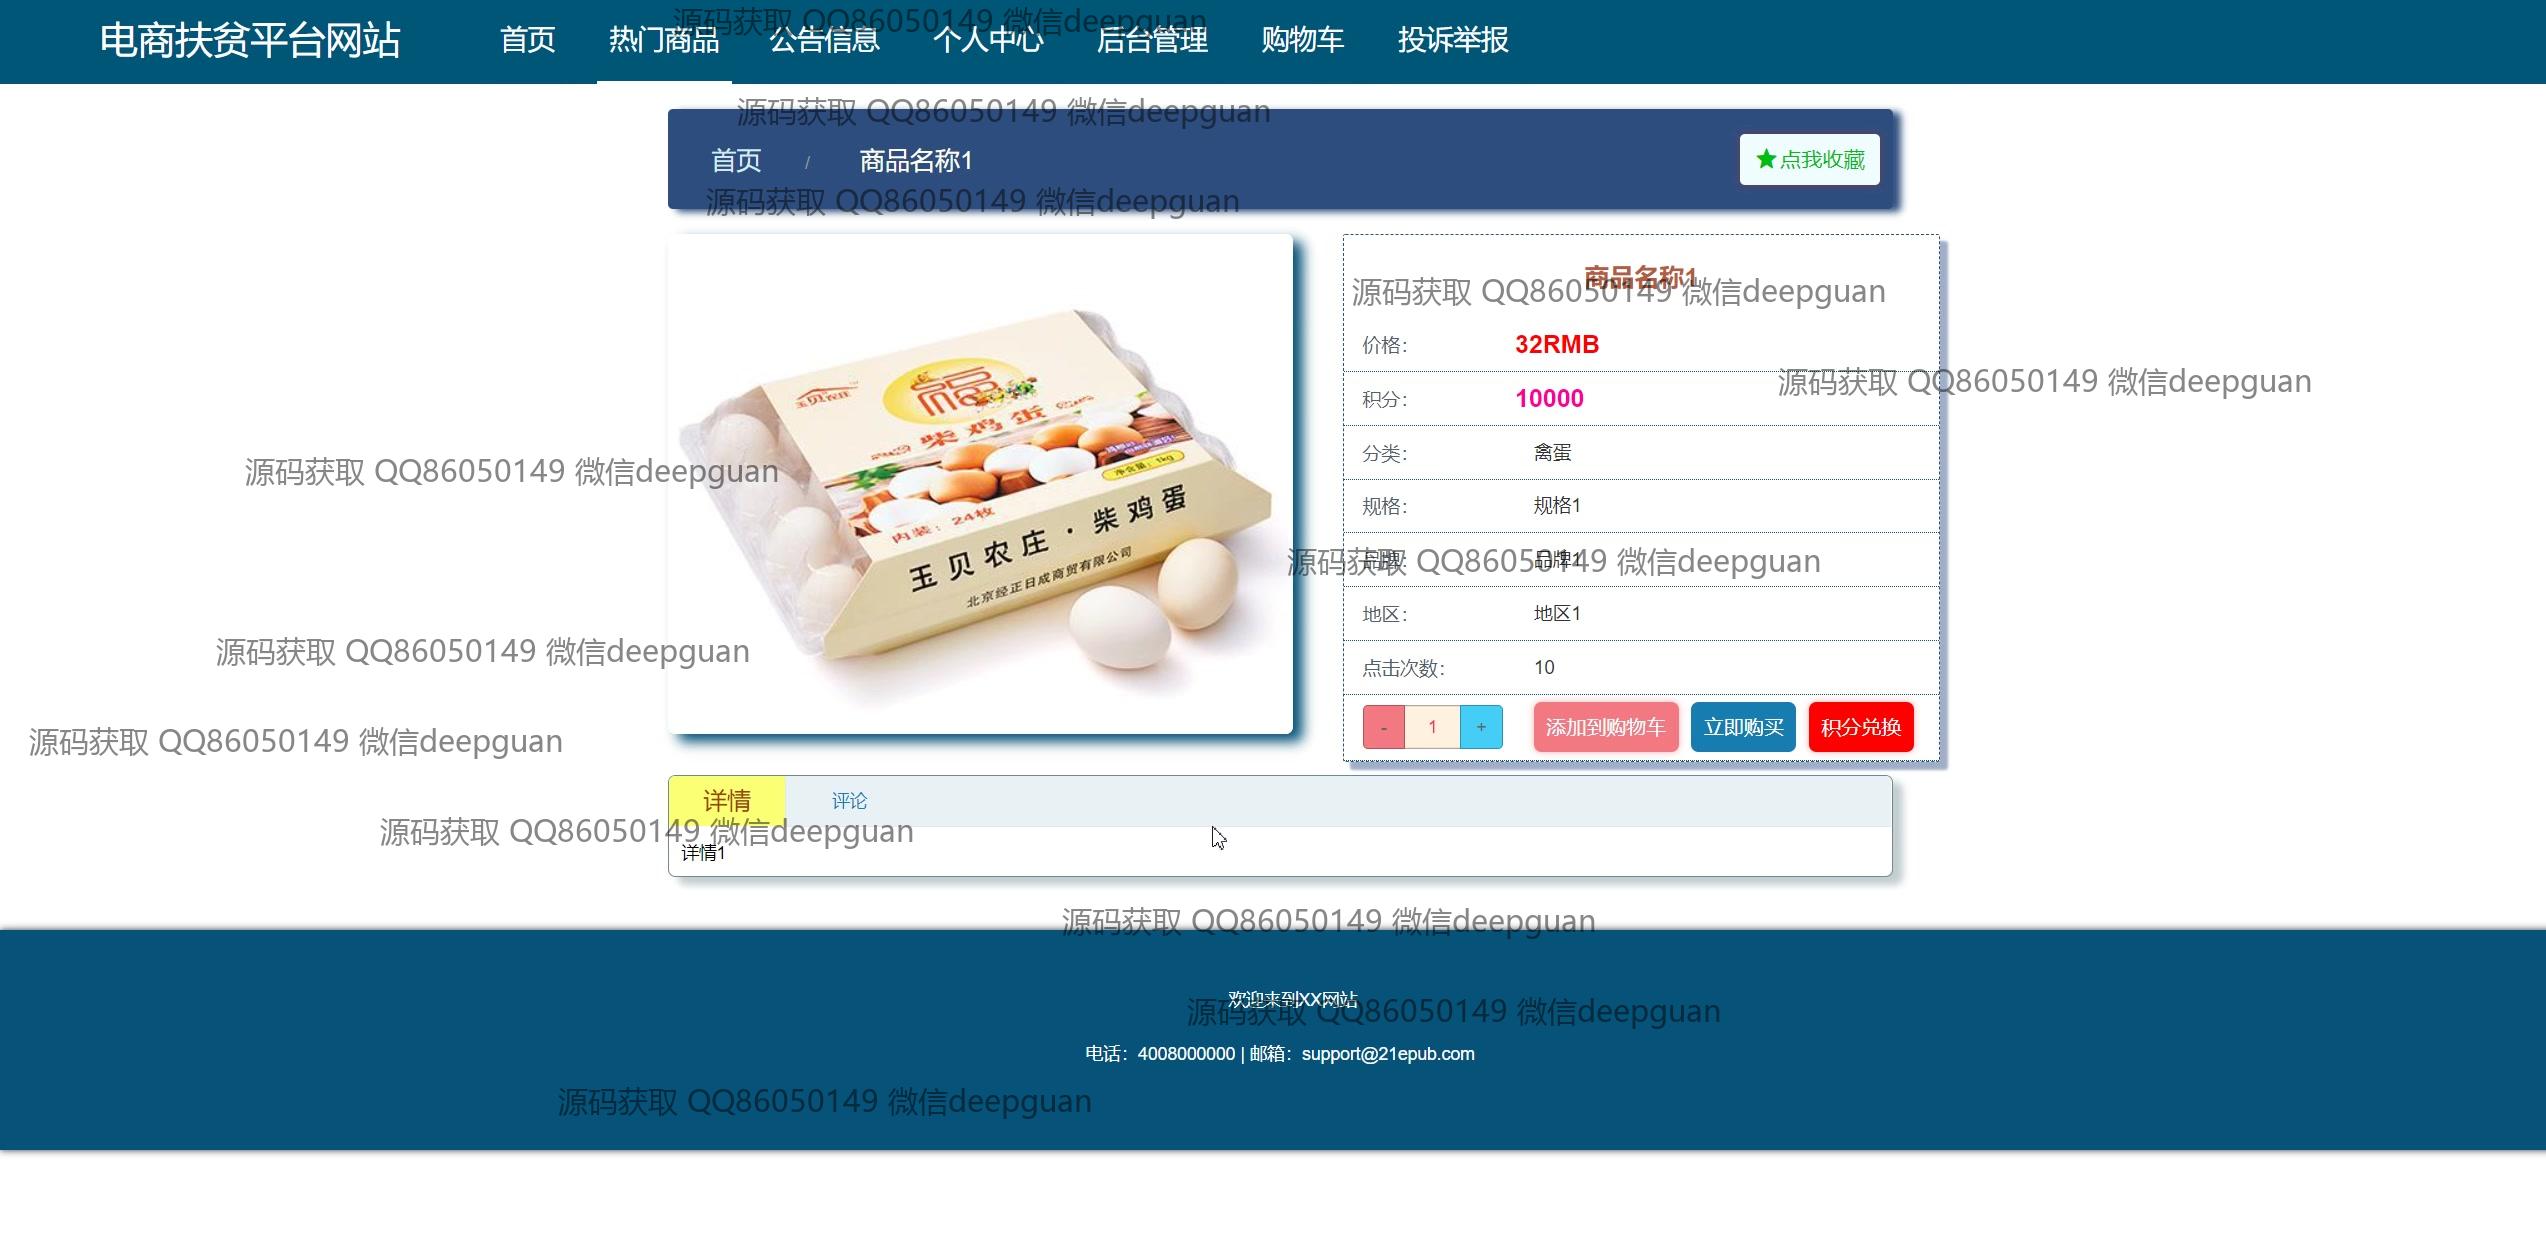 电商扶贫平台网站 首页 热门商品 公告信息 个人中心 后台管理 购物车 投诉举报
源码获取 QQ86050149 微信deepguan
源码获取 QQ86050149 微信deepguan
首页 / 商品名称1 ★点我收藏
源码获取 QQ86050149 微信deepguan
商品名称1
源码获取 QQ86050149 微信deepguan
价格： 32RMB
源码获取 QQ86050149 微信deepguan
积分： 10000
分类： 禽蛋
源码获取 QQ86050149 微信deepguan
规格： 规格1
品牌： 品牌1
源码获取 QQ86050149 微信deepguan
地区： 地区1
源码获取 QQ86050149 微信deepguan
点击次数： 10
- 1 + 添加到购物车 立即购买 积分兑换
玉贝农庄
福
柴鸡蛋
净含量：1kg
内装：24枚
玉贝农庄·柴鸡蛋
北京经正日成商贸有限公司
源码获取 QQ86050149 微信deepguan
详情 评论
源码获取 QQ86050149 微信deepguan
详情1
源码获取 QQ86050149 微信deepguan
欢迎来到XX网站
源码获取 QQ86050149 微信deepguan
电话：4008000000 | 邮箱：support@21epub.com
源码获取 QQ86050149 微信deepguan